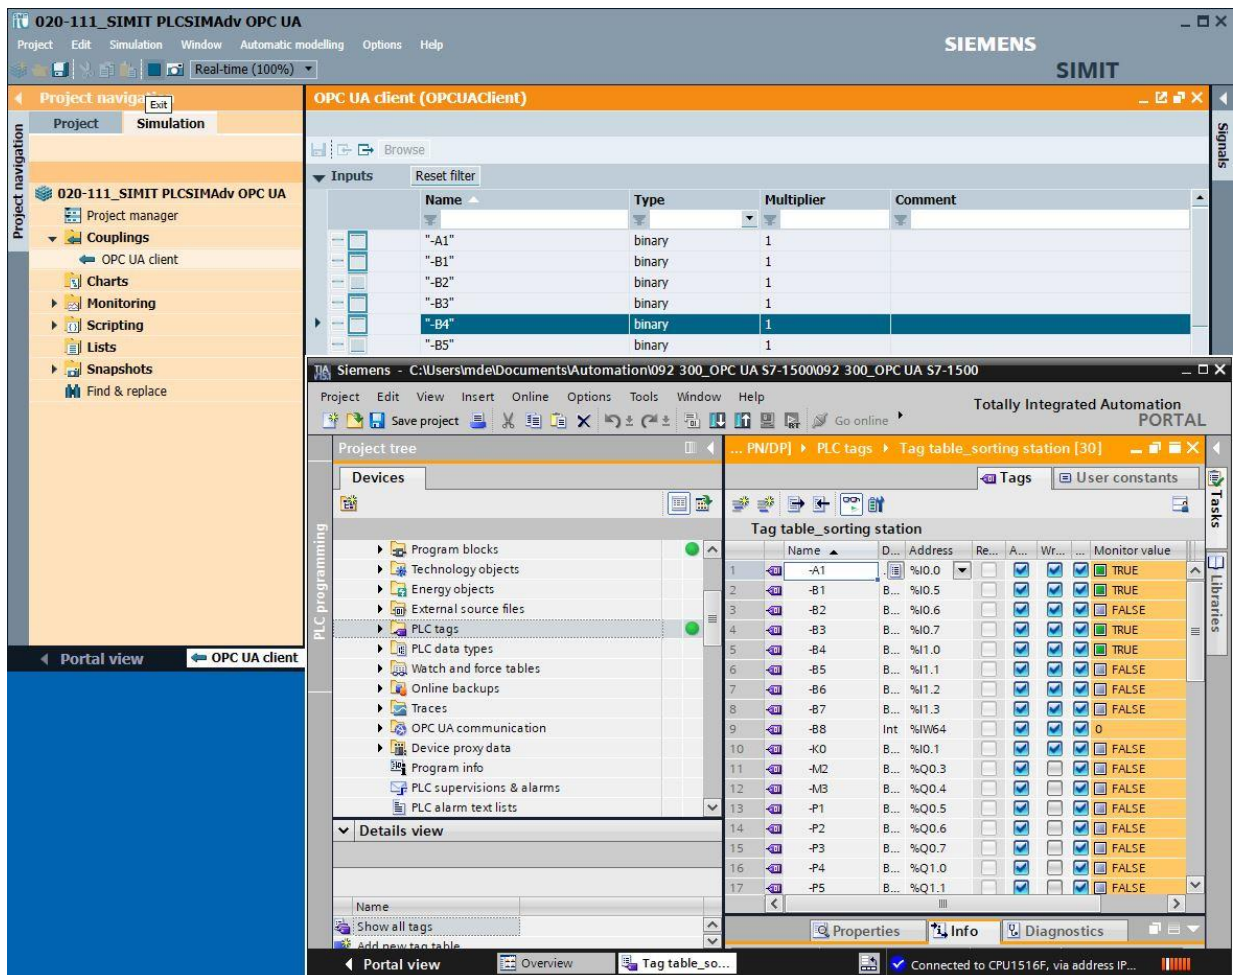 020-111_SIMIT PLCSIMAdv OPC UA
Project Edit Simulation Window Automatic modelling Options Help
SIEMENS
SIMIT
Real-time (100%)
Project naviga
Exit
Project Simulation
Project navigation
020-111_SIMIT PLCSIMAdv OPC UA
Project manager
Couplings
OPC UA client
Charts
Monitoring
Scripting
Lists
Snapshots
Find & replace
Portal view
OPC UA client
OPC UA client (OPCUAClient)
Signals
Browse
Inputs Reset filter
Name Type Multiplier Comment
"-A1" binary 1
"-B1" binary 1
"-B2" binary 1
"-B3" binary 1
"-B4" binary 1
"-B5" binary 1
Siemens - C:\Users\mde\Documents\Automation\092 300_OPC UA S7-1500\092 300_OPC UA S7-1500
Project Edit View Insert Online Options Tools Window Help
Totally Integrated Automation
PORTAL
Save project Go online
Project tree
Devices
PLC programming
Program blocks
Technology objects
Energy objects
External source files
PLC tags
PLC data types
Watch and force tables
Online backups
Traces
OPC UA communication
Device proxy data
Program info
PLC supervisions & alarms
PLC alarm text lists
Details view
Name
Show all tags
Add new tag table
... PN/DP] PLC tags Tag table_sorting station [30]
Tags User constants
Tasks
Libraries
Tag table_sorting station
Name D... Address Re... A... Wr... ... Monitor value
1 -A1 ... %I0.0 TRUE
2 -B1 B... %I0.5 TRUE
3 -B2 B... %I0.6 FALSE
4 -B3 B... %I0.7 TRUE
5 -B4 B... %I1.0 TRUE
6 -B5 B... %I1.1 FALSE
7 -B6 B... %I1.2 FALSE
8 -B7 B... %I1.3 FALSE
9 -B8 Int %IW64 0
10 -K0 B... %I0.1 FALSE
11 -M2 B... %Q0.3 FALSE
12 -M3 B... %Q0.4 FALSE
13 -P1 B... %Q0.5 FALSE
14 -P2 B... %Q0.6 FALSE
15 -P3 B... %Q0.7 FALSE
16 -P4 B... %Q1.0 FALSE
17 -P5 B... %Q1.1 FALSE
Properties Info Diagnostics
Portal view Overview Tag table_so... Connected to CPU1516F, via address IP...